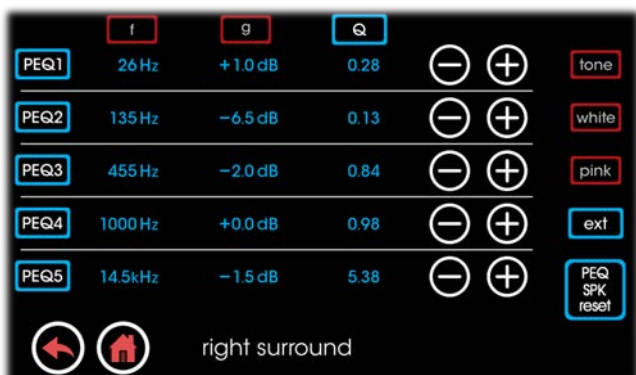 f g Q
PEQ1 26 Hz +1.0 dB 0.28 tone
PEQ2 135 Hz −6.5 dB 0.13 white
PEQ3 455 Hz −2.0 dB 0.84 pink
PEQ4 1000 Hz +0.0 dB 0.98 ext
PEQ5 14.5kHz −1.5 dB 5.38
PEQ
SPK
reset
right surround